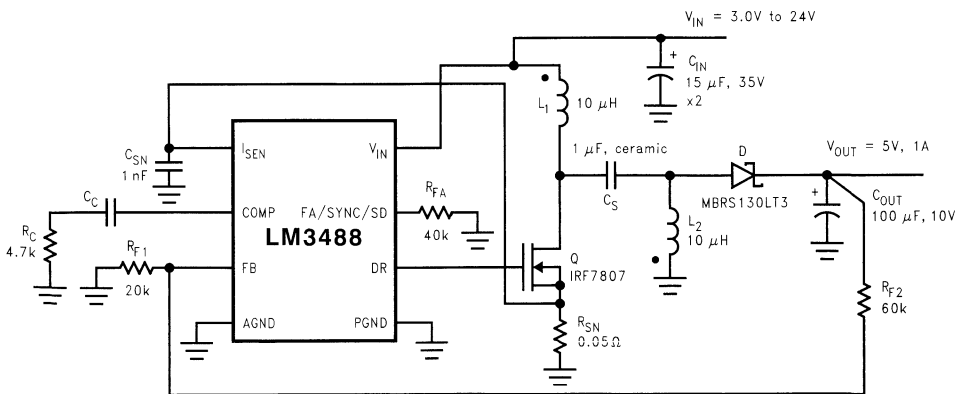 V_IN = 3.0V to 24V
+
C_IN
15 μF, 35V
x2
L_1
10 μH
C_SN
1 nF
I_SEN
V_IN
1 μF, ceramic
C_S
D
MBRS130LT3
V_OUT = 5V, 1A
+
C_OUT
100 μF, 10V
C_C
COMP
FA/SYNC/SD
R_FA
40k
LM3488
R_C
4.7k
R_F1
20k
FB
DR
L_2
10 μH
Q
IRF7807
R_F2
60k
AGND
PGND
R_SN
0.05Ω